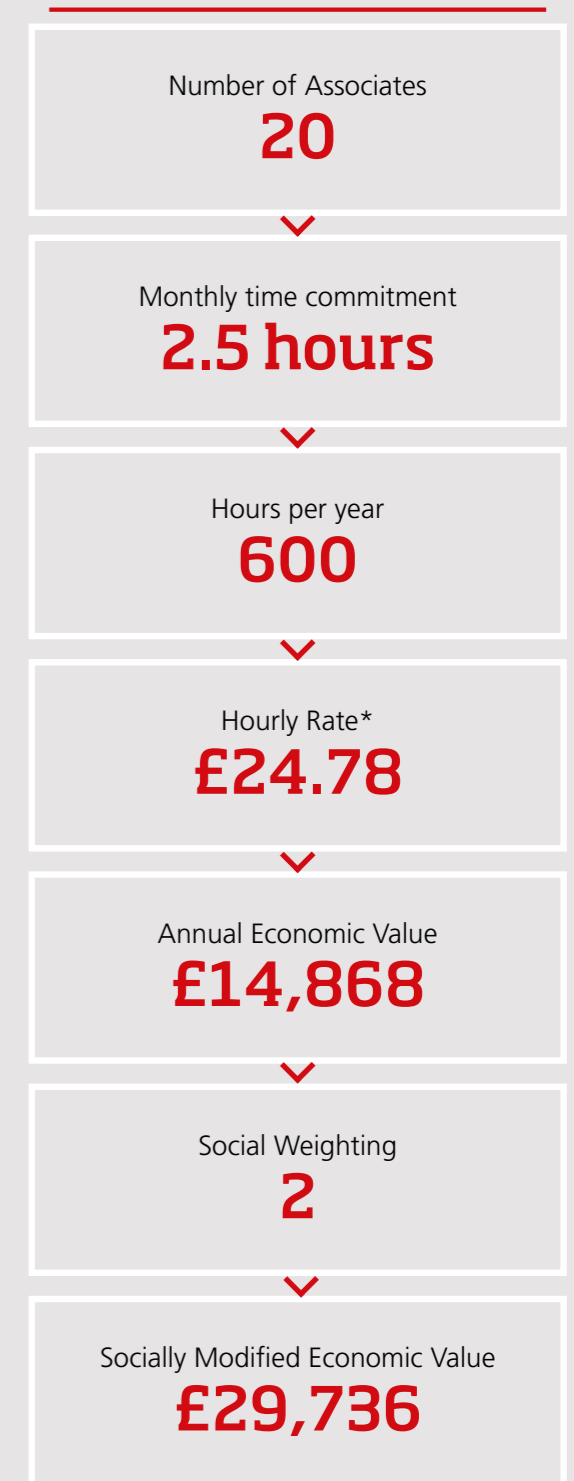 Number of Associates
20
Monthly time commitment
2.5 hours
Hours per year
600
Hourly Rate*
£24.78
Annual Economic Value
£14,868
Social Weighting
2
Socially Modified Economic Value
£29,736